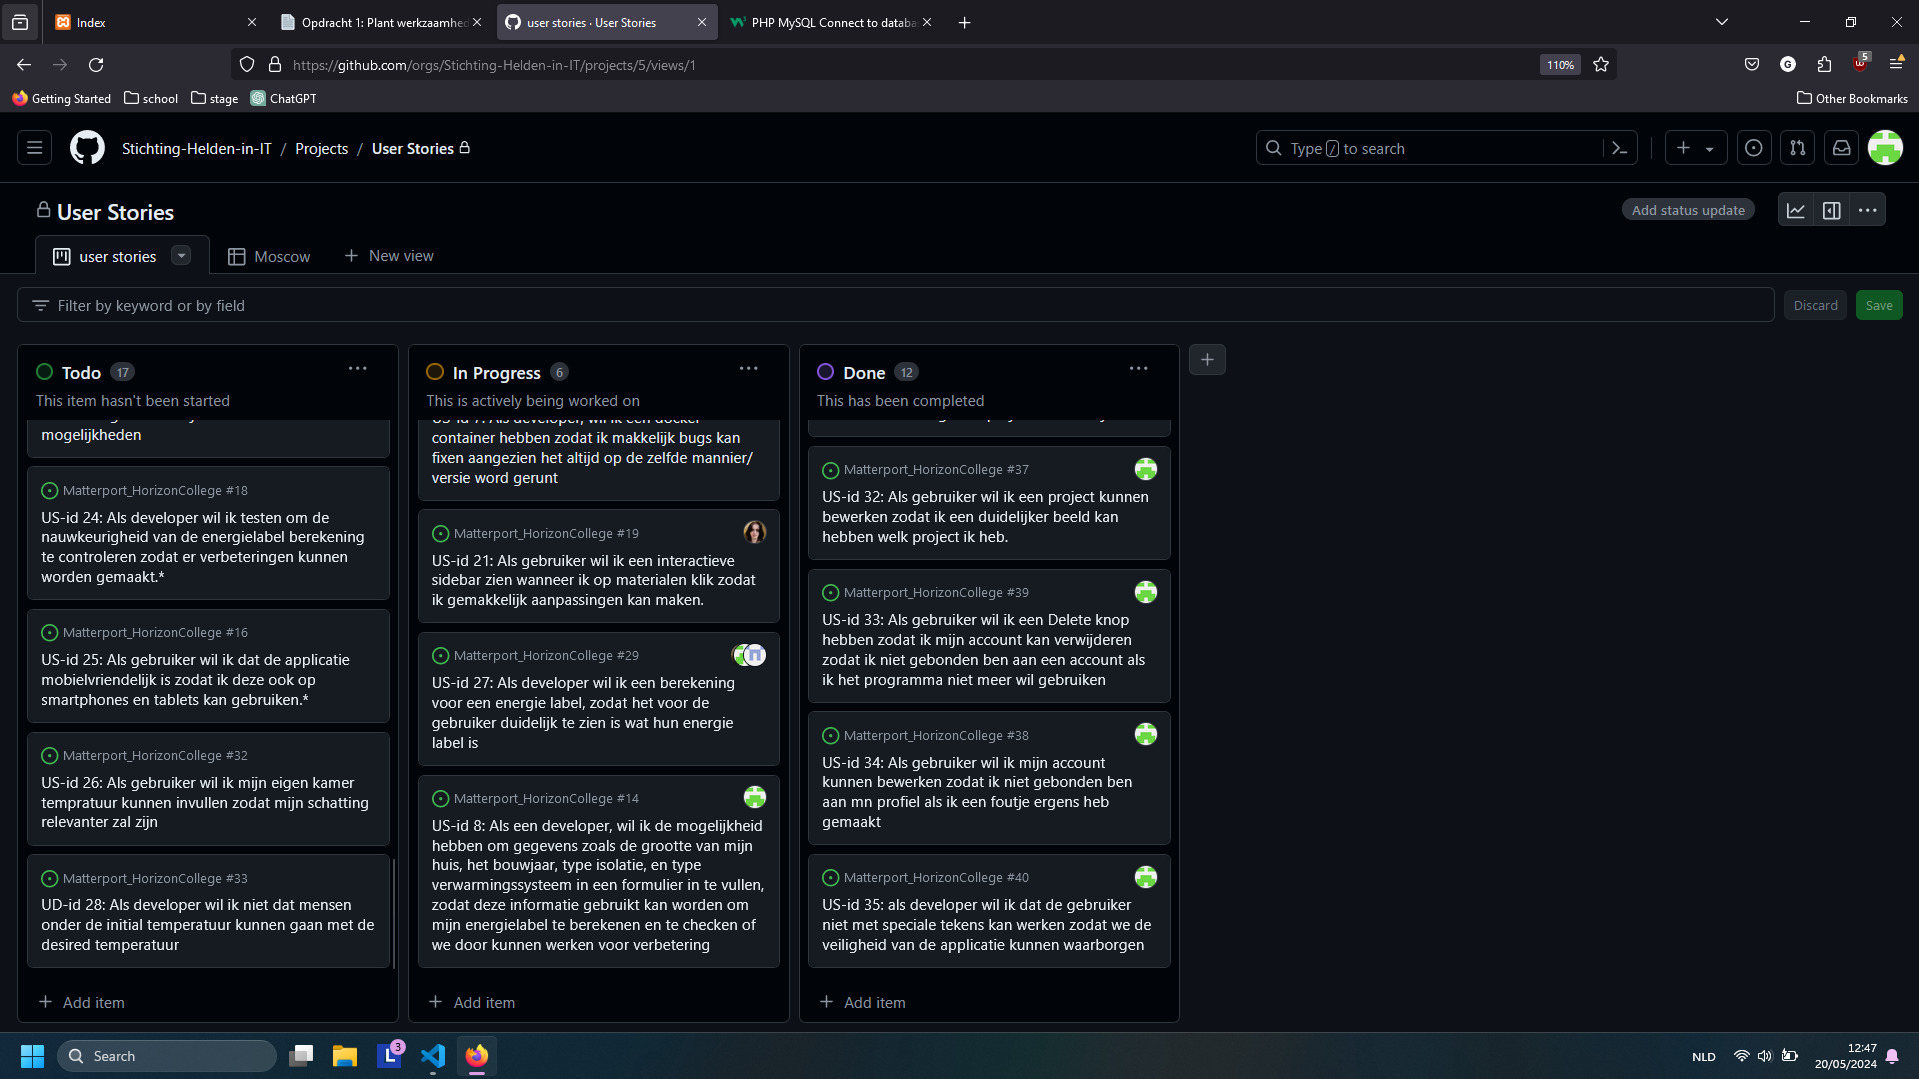 Index
Opdracht 1: Plant werkzaamhed
user stories · User Stories
PHP MySQL Connect to databa
https://github.com/orgs/Stichting-Helden-in-IT/projects/5/views/1
110%
5
Getting Started
school
stage
ChatGPT
Other Bookmarks
Stichting-Helden-in-IT / Projects / User Stories
Type / to search
User Stories
Add status update
user stories
Moscow
New view
Filter by keyword or by field
Discard
Save
Todo 17
This item hasn't been started
mogelijkheden
Matterport_HorizonCollege #18
US-id 24: Als developer wil ik testen om de
nauwkeurigheid van de energielabel berekening
te controleren zodat er verbeteringen kunnen
worden gemaakt.*
Matterport_HorizonCollege #16
US-id 25: Als gebruiker wil ik dat de applicatie
mobielvriendelijk is zodat ik deze ook op
smartphones en tablets kan gebruiken.*
Matterport_HorizonCollege #32
US-id 26: Als gebruiker wil ik mijn eigen kamer
tempratuur kunnen invullen zodat mijn schatting
relevanter zal zijn
Matterport_HorizonCollege #33
UD-id 28: Als developer wil ik niet dat mensen
onder de initial temperatuur kunnen gaan met de
desired temperatuur
Add item
In Progress 6
This is actively being worked on
US-id 7: Als developer, wil ik een docker
container hebben zodat ik makkelijk bugs kan
fixen aangezien het altijd op de zelfde mannier/
versie word gerunt
Matterport_HorizonCollege #19
US-id 21: Als gebruiker wil ik een interactieve
sidebar zien wanneer ik op materialen klik zodat
ik gemakkelijk aanpassingen kan maken.
Matterport_HorizonCollege #29
US-id 27: Als developer wil ik een berekening
voor een energie label, zodat het voor de
gebruiker duidelijk te zien is wat hun energie
label is
Matterport_HorizonCollege #14
US-id 8: Als een developer, wil ik de mogelijkheid
hebben om gegevens zoals de grootte van mijn
huis, het bouwjaar, type isolatie, en type
verwarmingssysteem in een formulier in te vullen,
zodat deze informatie gebruikt kan worden om
mijn energielabel te berekenen en te checken of
we door kunnen werken voor verbetering
Add item
Done 12
This has been completed
Matterport_HorizonCollege #37
US-id 32: Als gebruiker wil ik een project kunnen
bewerken zodat ik een duidelijker beeld kan
hebben welk project ik heb.
Matterport_HorizonCollege #39
US-id 33: Als gebruiker wil ik een Delete knop
hebben zodat ik mijn account kan verwijderen
zodat ik niet gebonden ben aan een account als
ik het programma niet meer wil gebruiken
Matterport_HorizonCollege #38
US-id 34: Als gebruiker wil ik mijn account
kunnen bewerken zodat ik niet gebonden ben
aan mn profiel als ik een foutje ergens heb
gemaakt
Matterport_HorizonCollege #40
US-id 35: als developer wil ik dat de gebruiker
niet met speciale tekens kan werken zodat we de
veiligheid van de applicatie kunnen waarborgen
Add item
Search
3
NLD
12:47
20/05/2024